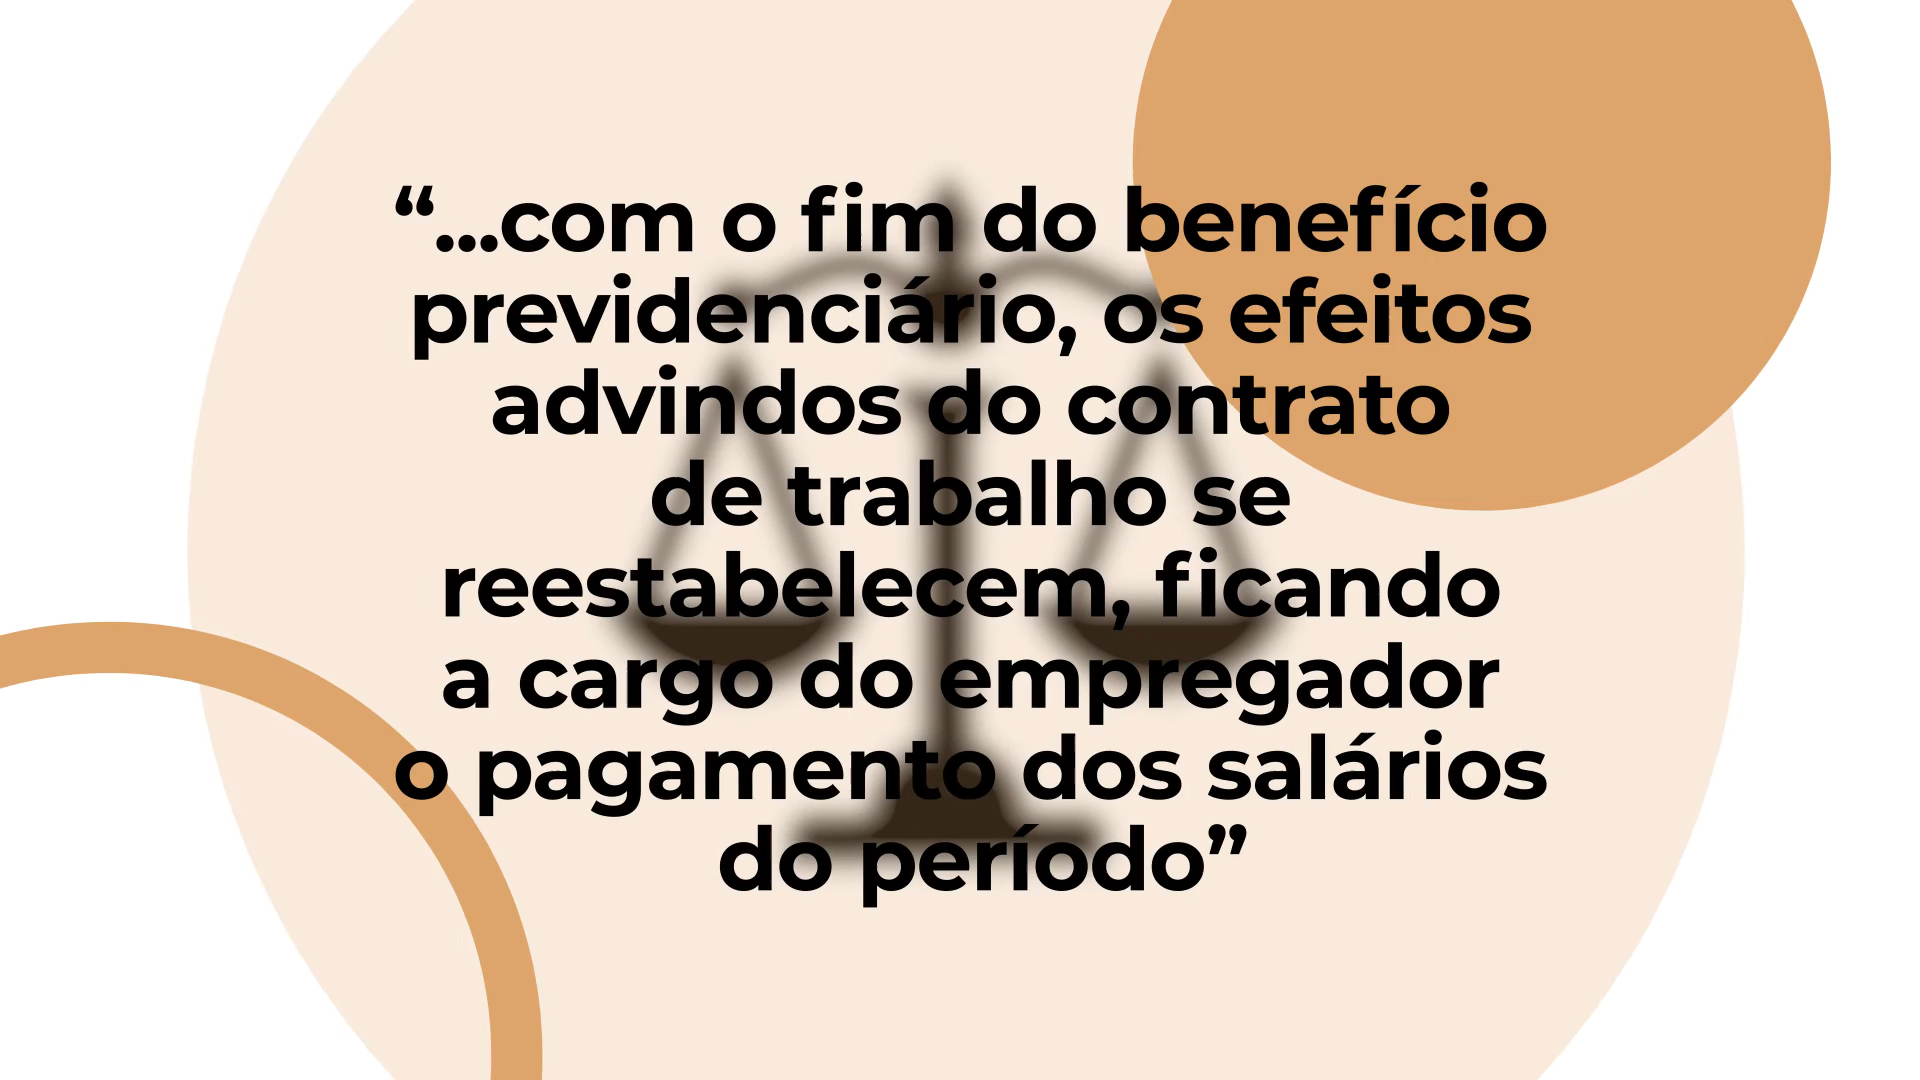 “...com o fim do benefício
previdenciário, os efeitos
advindos do contrato
de trabalho se
reestabelecem, ficando
a cargo do empregador
o pagamento dos salários
do período”